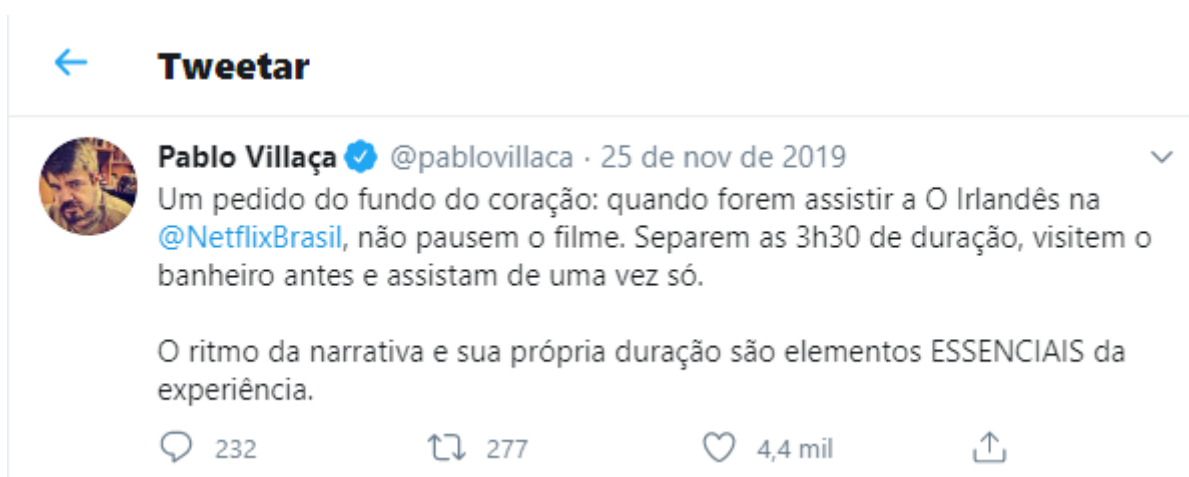 Tweetar
Pablo Villaça @pablovillaca · 25 de nov de 2019
Um pedido do fundo do coração: quando forem assistir a O Irlandês na
@NetflixBrasil, não pausem o filme. Separem as 3h30 de duração, visitem o
banheiro antes e assistam de uma vez só.
O ritmo da narrativa e sua própria duração são elementos ESSENCIAIS da
experiência.
232 277 4,4 mil